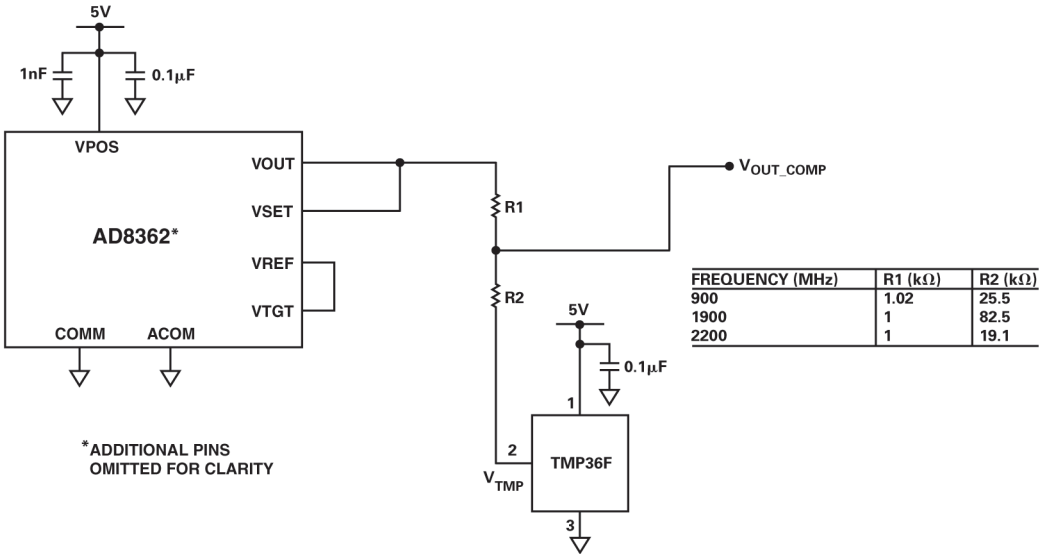 5V
1nF
0.1μF
VPOS
VOUT
VSET
AD8362*
VREF
VTGT
COMM
ACOM
R1
R2
VOUT_COMP
FREQUENCY (MHz) R1 (kΩ) R2 (kΩ)
900 1.02 25.5
1900 1 82.5
2200 1 19.1
5V
0.1μF
1
2
TMP36F
VTMP
3
*ADDITIONAL PINS
OMITTED FOR CLARITY